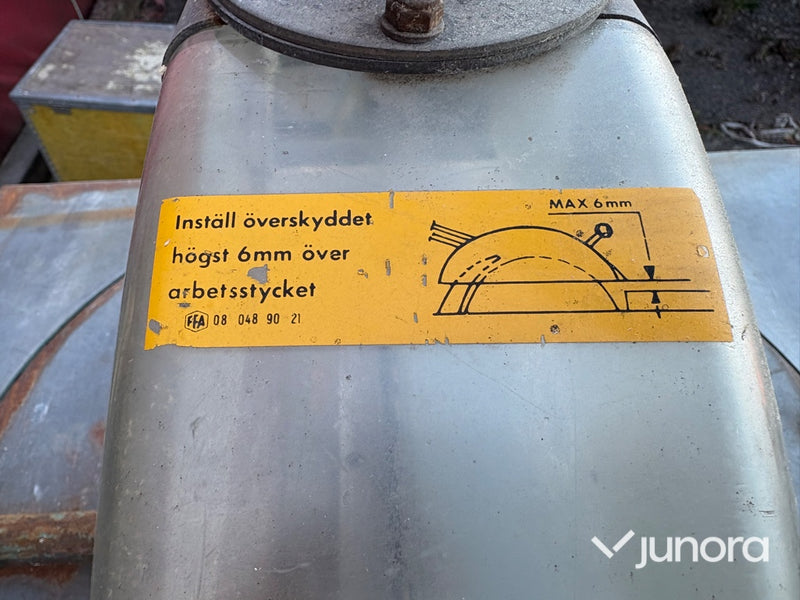 Inställ överskyddet
högst 6mm över
arbetsstycket
FFA 08 048 90 21
MAX 6mm
junora